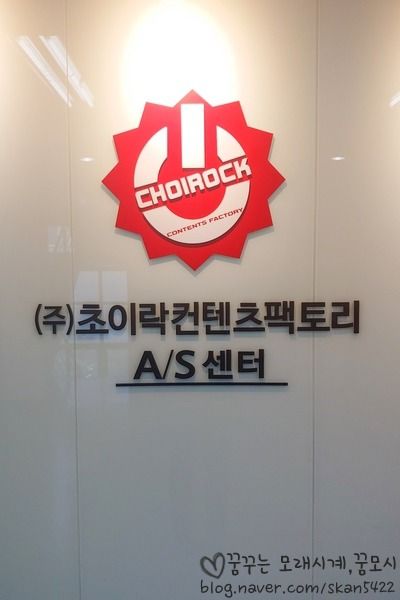 CHOIROCK
CONTENTS FACTORY
(주)초이락컨텐츠팩토리
A/S 센터
♡꿈꾸는 모래시계,꿈모시
blog.naver.com/skan5422